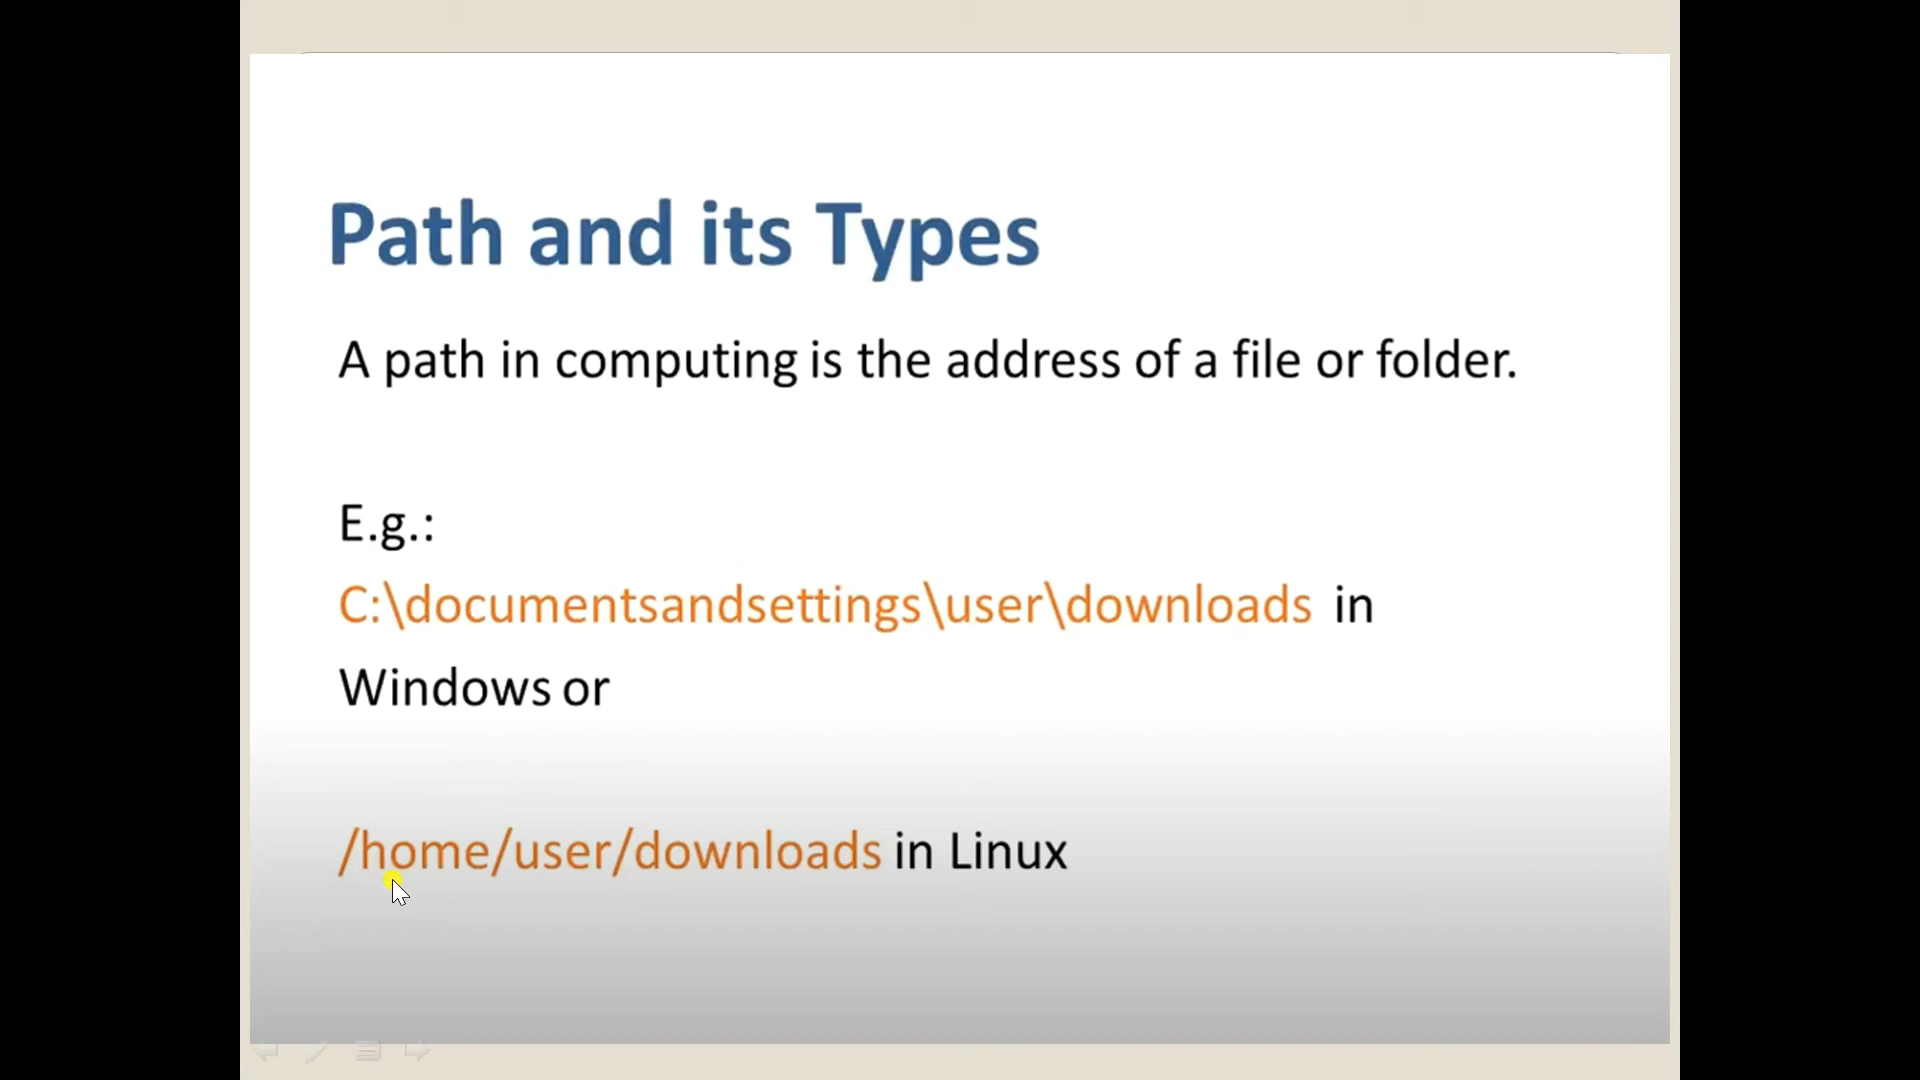 Path and its Types
A path in computing is the address of a file or folder.
E.g.:
C:\documentsandsettings\user\downloads in
Windows or
/home/user/downloads in Linux